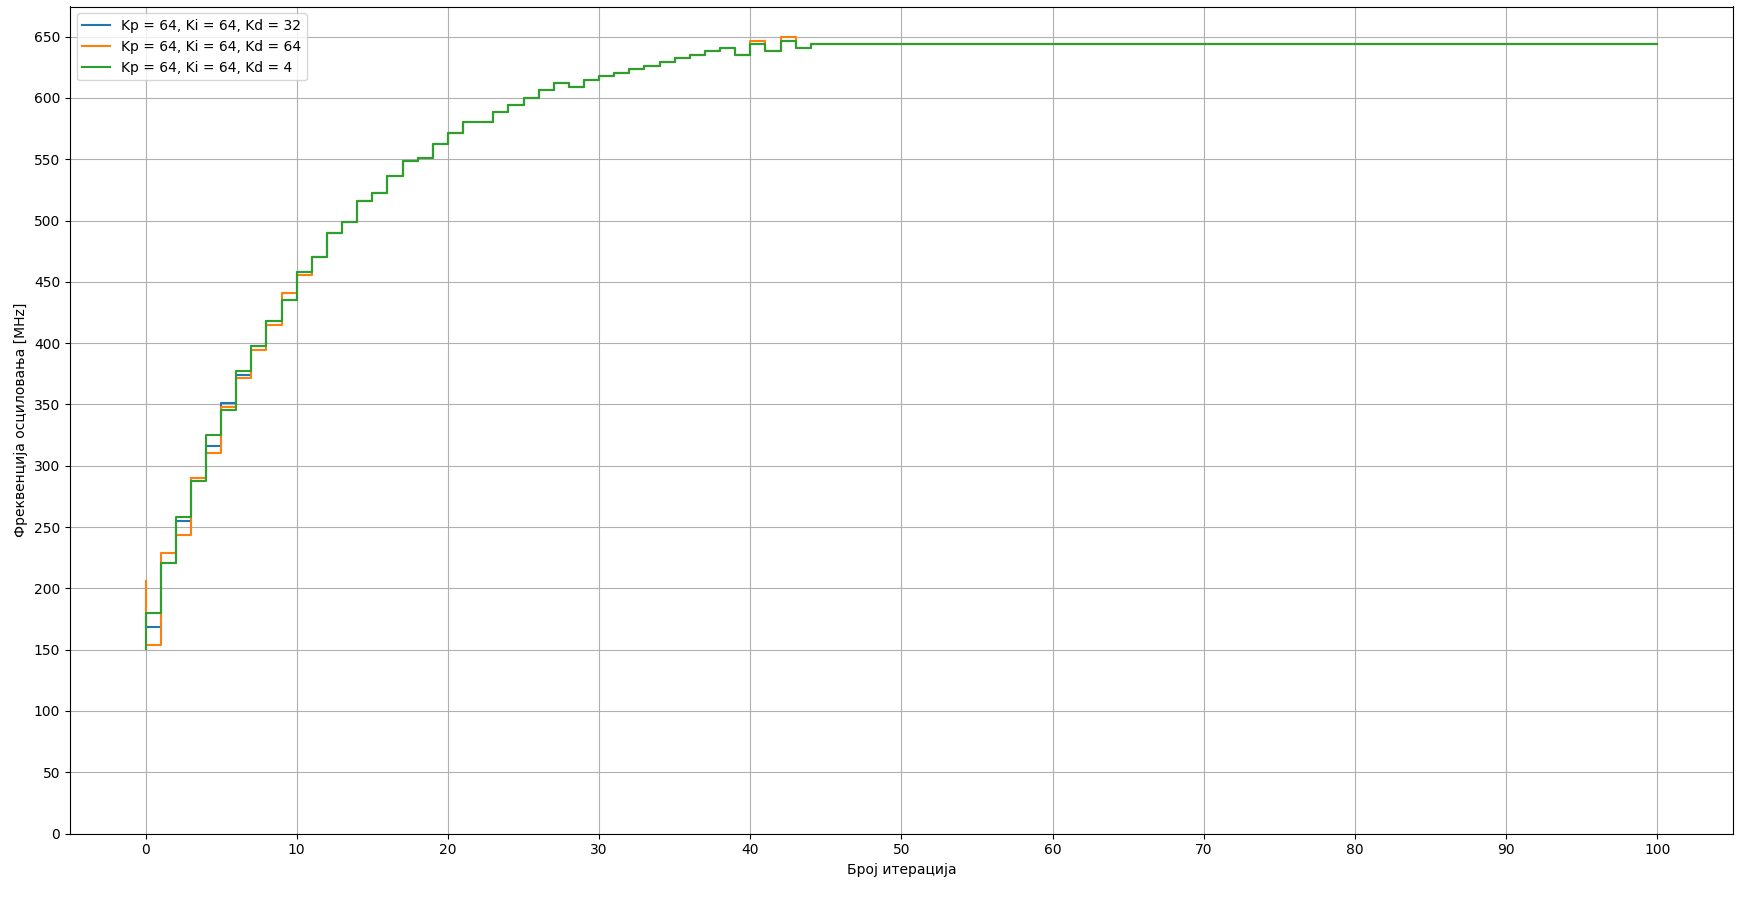 Kp = 64, Ki = 64, Kd = 32
Kp = 64, Ki = 64, Kd = 64
Kp = 64, Ki = 64, Kd = 4
Фреквенција осциловања [MHz]
650
600
550
500
450
400
350
300
250
200
150
100
50
0
0 10 20 30 40 50 60 70 80 90 100
Број итерација